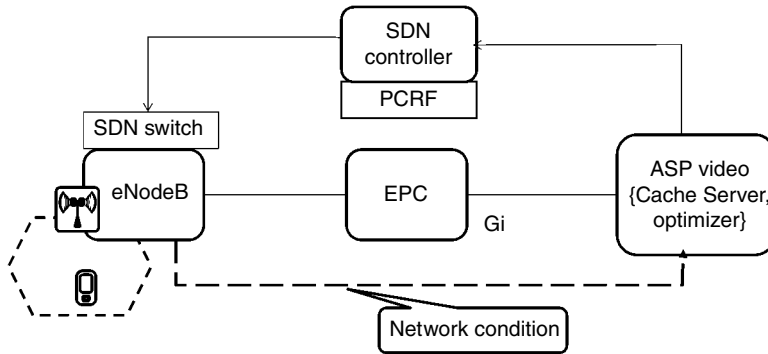 SDN
controller
PCRF
SDN switch
eNodeB
EPC
Gi
ASP video
{Cache Server,
optimizer}
Network condition